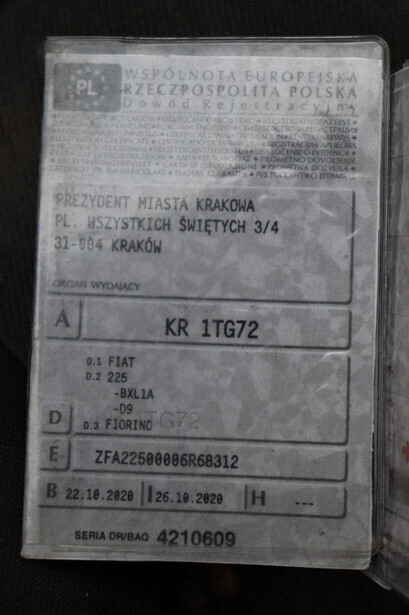 PL
WSPÓLNOTA EUROPEJSKA
RZECZPOSPOLITA POLSKA
Dowód Rejestracyjny
PREZYDENT MIASTA KRAKOWA
PL. WSZYSTKICH ŚWIĘTYCH 3/4
31-004 KRAKÓW
ORGAN WYDAJĄCY
A KR 1TG72
D.1 FIAT
D.2 225
-BXL1A
-D9
D D.3 FIORINO
E ZFA22500006R68312
B 22.10.2020 I 26.10.2020 H ---
SERIA DR/BAQ 4210609